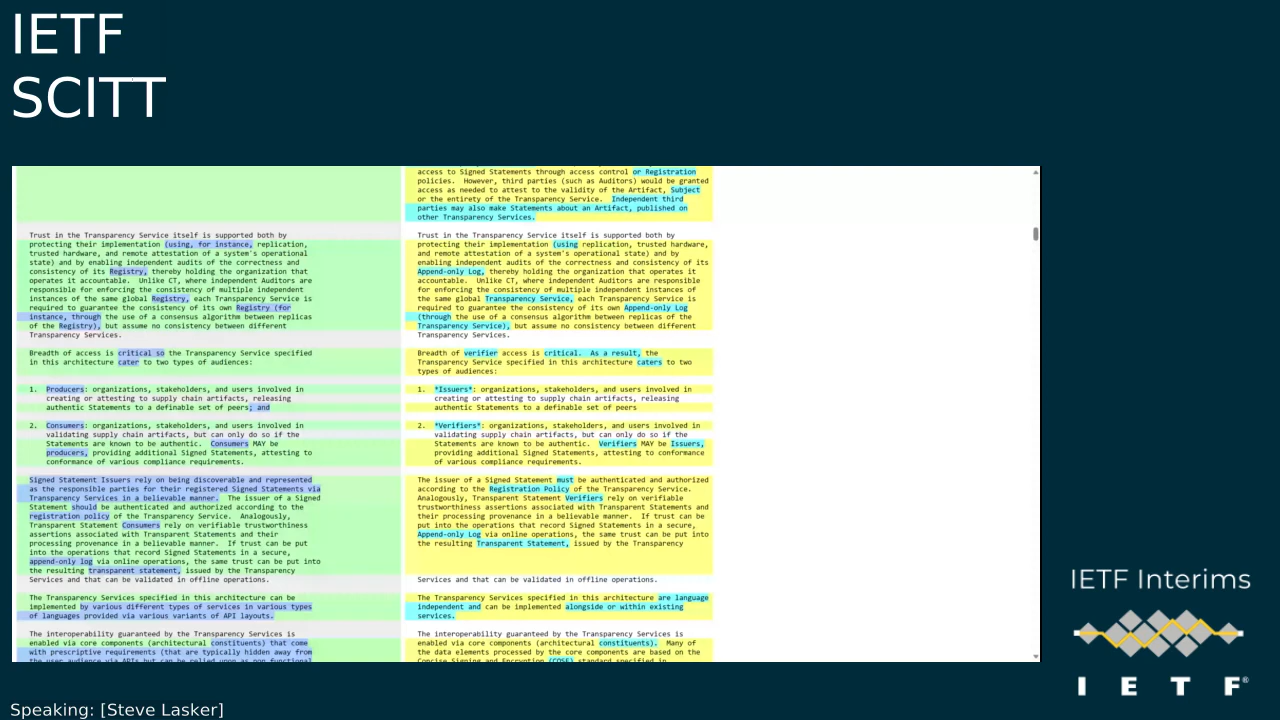 IETF
SCITT
access to Signed Statements through access control or Registration
policies. However, third parties (such as Auditors) would be granted
access as needed to attest to the validity of the Artifact, Subject
or the entirety of the Transparency Service. Independent third
parties may also make Statements about an Artifact, published on
other Transparency Services.
Trust in the Transparency Service itself is supported both by
protecting their implementation (using, for instance, replication,
trusted hardware, and remote attestation of a system's operational
state) and by enabling independent audits of the correctness and
consistency of its Registry, thereby holding the organization that
operates it accountable. Unlike CT, where independent Auditors are
responsible for enforcing the consistency of multiple independent
instances of the same global Registry, each Transparency Service is
required to guarantee the consistency of its own Registry (for
instance, through the use of a consensus algorithm between replicas
of the Registry), but assume no consistency between different
Transparency Services.
Breadth of access is critical so the Transparency Service specified
in this architecture cater to two types of audiences:
1. Producers: organizations, stakeholders, and users involved in
creating or attesting to supply chain artifacts, releasing
authentic Statements to a definable set of peers; and
2. Consumers: organizations, stakeholders, and users involved in
validating supply chain artifacts, but can only do so if the
Statements are known to be authentic. Consumers MAY be
producers, providing additional Signed Statements, attesting to
conformance of various compliance requirements.
Signed Statement Issuers rely on being discoverable and represented
as the responsible parties for their registered Signed Statements via
Transparency Services in a believable manner. The issuer of a Signed
Statement should be authenticated and authorized according to the
registration policy of the Transparency Service. Analogously,
Transparent Statement Consumers rely on verifiable trustworthiness
assertions associated with Transparent Statements and their
processing provenance in a believable manner. If trust can be put
into the operations that record Signed Statements in a secure,
append-only log via online operations, the same trust can be put into
the resulting transparent statement, issued by the Transparency
Services and that can be validated in offline operations.
The Transparency Services specified in this architecture can be
implemented by various different types of services in various types
of languages provided via various variants of API layouts.
The interoperability guaranteed by the Transparency Services is
enabled via core components (architectural constituents) that come
with prescriptive requirements (that are typically hidden away from
the user audience via APIs but can be relied upon as non functional
Trust in the Transparency Service itself is supported both by
protecting their implementation (using replication, trusted hardware,
and remote attestation of a system's operational state) and by
enabling independent audits of the correctness and consistency of its
Append-only Log, thereby holding the organization that operates it
accountable. Unlike CT, where independent Auditors are responsible
for enforcing the consistency of multiple independent instances of
the same global Transparency Service, each Transparency Service is
required to guarantee the consistency of its own Append-only Log
(through the use of a consensus algorithm between replicas of the
Transparency Service), but assume no consistency between different
Transparency Services.
Breadth of verifier access is critical. As a result, the
Transparency Service specified in this architecture caters to two
types of audiences:
1. *Issuers*: organizations, stakeholders, and users involved in
creating or attesting to supply chain artifacts, releasing
authentic Statements to a definable set of peers
2. *Verifiers*: organizations, stakeholders, and users involved in
validating supply chain artifacts, but can only do so if the
Statements are known to be authentic. Verifiers MAY be Issuers,
providing additional Signed Statements, attesting to conformance
of various compliance requirements.
The issuer of a Signed Statement must be authenticated and authorized
according to the Registration Policy of the Transparency Service.
Analogously, Transparent Statement Verifiers rely on verifiable
trustworthiness assertions associated with Transparent Statements and
their processing provenance in a believable manner. If trust can be
put into the operations that record Signed Statements in a secure,
Append-only Log via online operations, the same trust can be put into
the resulting Transparent Statement, issued by the Transparency
Services and that can be validated in offline operations.
The Transparency Services specified in this architecture are language
independent and can be implemented alongside or within existing
services.
The interoperability guaranteed by the Transparency Services is
enabled via core components (architectural constituents). Many of
the data elements processed by the core components are based on the
Concise Signing and Encryption (COSE) standard specified in
IETF Interims
I E T F®
Speaking: [Steve Lasker]